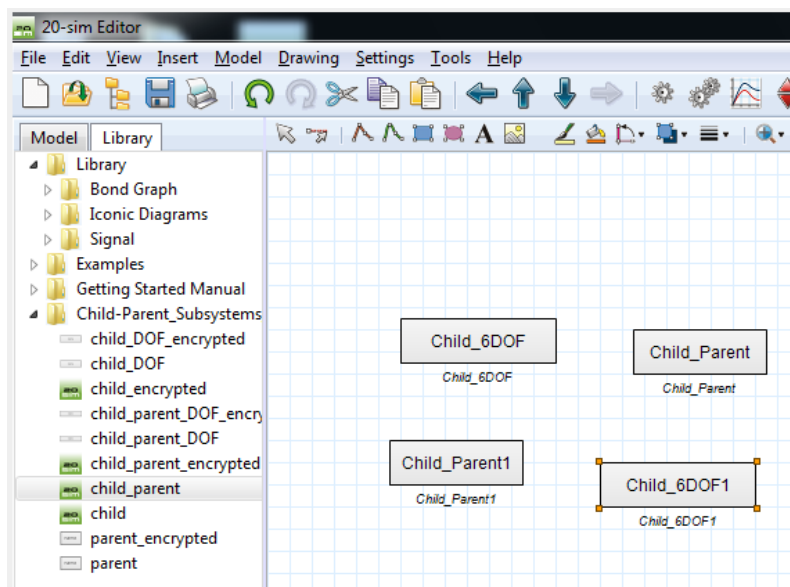 20-sim Editor
File Edit View Insert Model Drawing Settings Tools Help
Model Library
Library
Bond Graph
Iconic Diagrams
Signal
Examples
Getting Started Manual
Child-Parent_Subsystems
child_DOF_encrypted
child_DOF
child_encrypted
child_parent_DOF_encry
child_parent_DOF
child_parent_encrypted
child_parent
child
parent_encrypted
parent
Child_6DOF
Child_6DOF
Child_Parent
Child_Parent
Child_Parent1
Child_Parent1
Child_6DOF1
Child_6DOF1